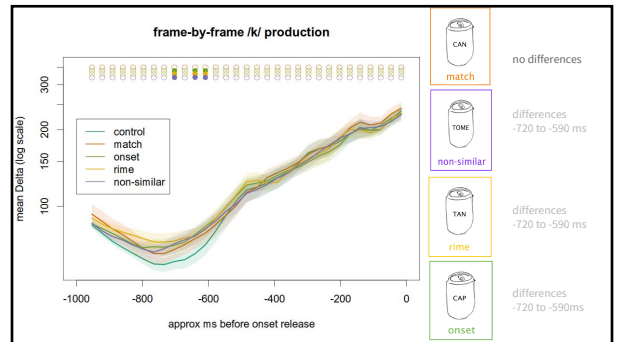 frame-by-frame /k/ production
mean Delta (log scale)
300
200
150
100
control
match
onset
rime
non-similar
-1000
-800
-600
-400
-200
0
approx ms before onset release
CAN
match
no differences
TOME
non-similar
differences
-720 to -590 ms
TAN
rime
differences
-720 to -590 ms
CAP
onset
differences
-720 to -590ms